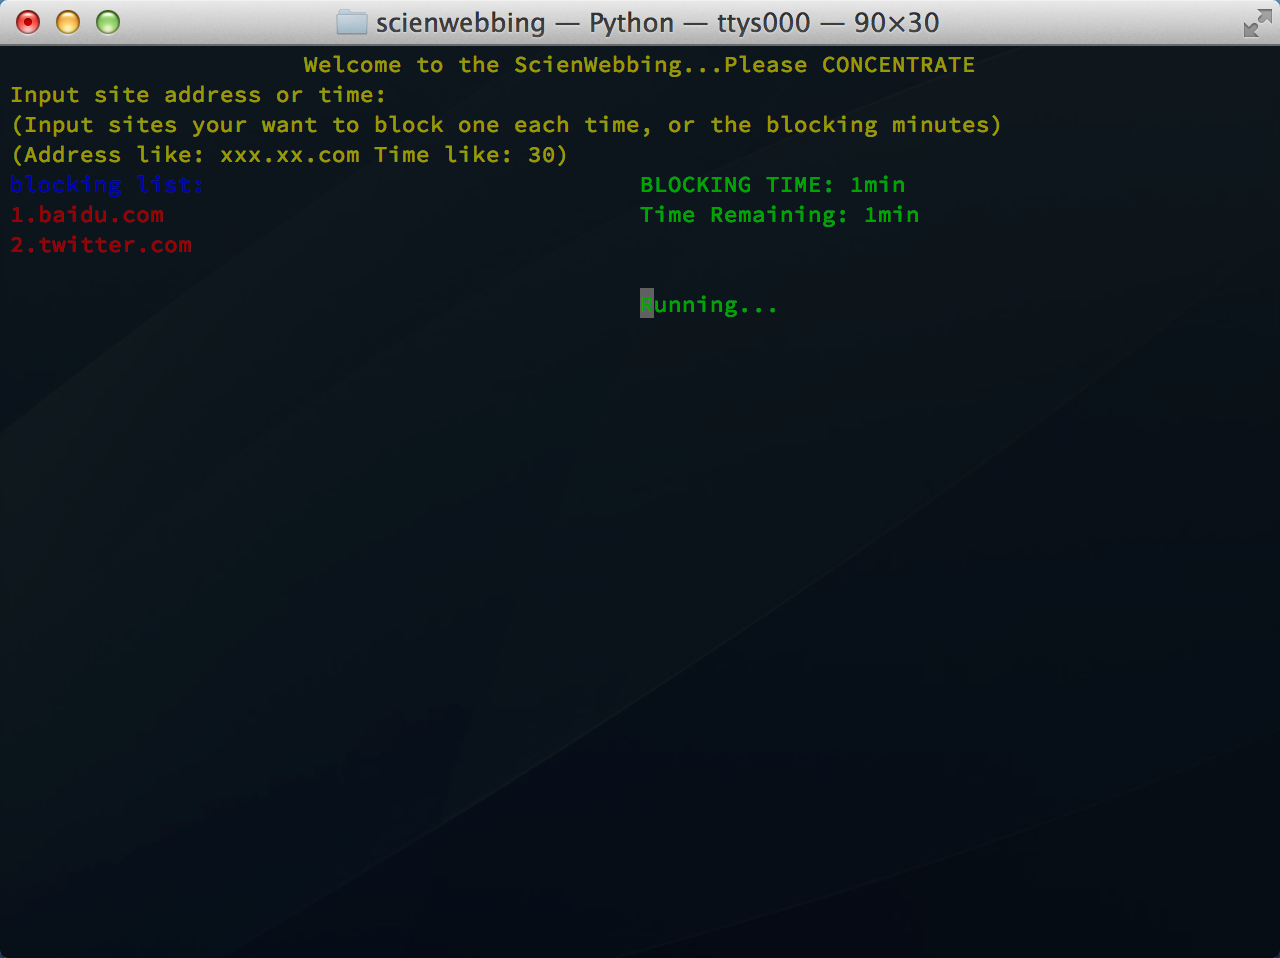 scienwebbing — Python — ttys000 — 90×30
Welcome to the ScienWebbing...Please CONCENTRATE
Input site address or time:
(Input sites your want to block one each time, or the blocking minutes)
(Address like: xxx.xx.com Time like: 30)
blocking list:
BLOCKING TIME: 1min
1.baidu.com
Time Remaining: 1min
2.twitter.com
Running...